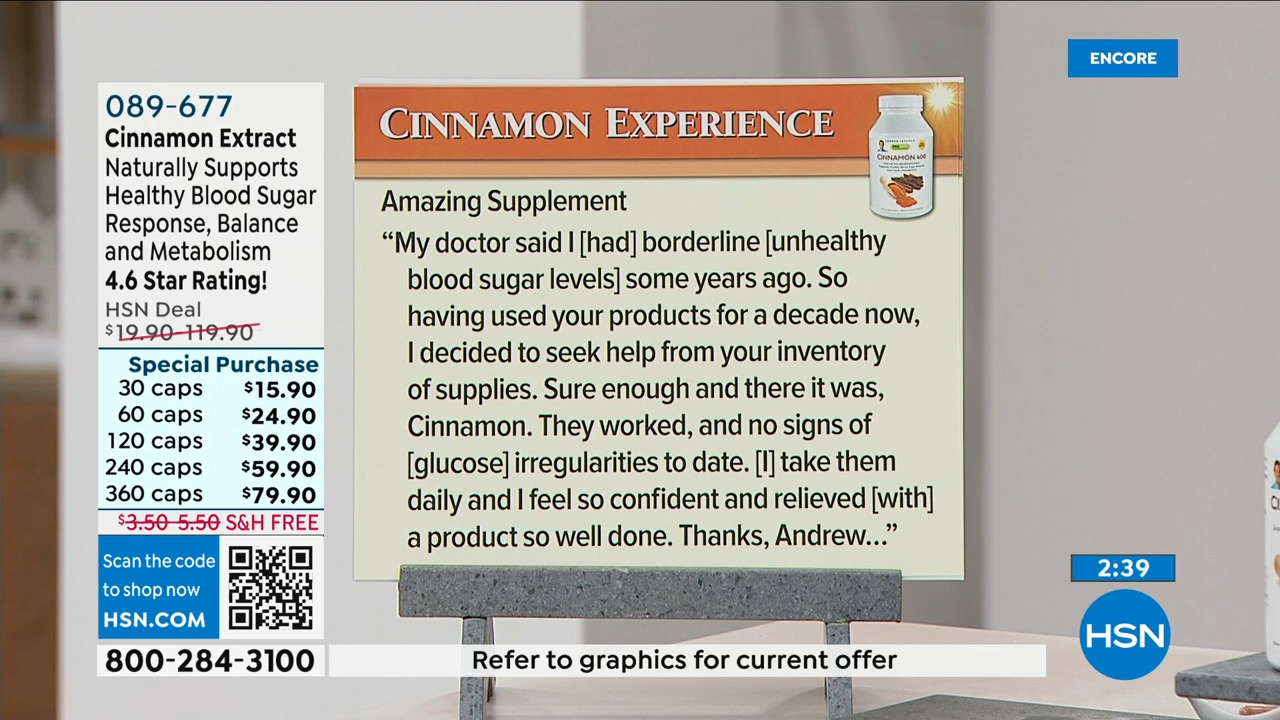 ENCORE
089-677
Cinnamon Extract
Naturally Supports
Healthy Blood Sugar
Response, Balance
and Metabolism
4.6 Star Rating!
HSN Deal
$19.90-119.90
Special Purchase
30 caps $15.90
60 caps $24.90
120 caps $39.90
240 caps $59.90
360 caps $79.90
$3.50-5.50 S&H FREE
Scan the code
to shop now
HSN.COM
800-284-3100
CINNAMON EXPERIENCE
CINNAMON 400
Amazing Supplement
“My doctor said I [had] borderline [unhealthy
blood sugar levels] some years ago. So
having used your products for a decade now,
I decided to seek help from your inventory
of supplies. Sure enough and there it was,
Cinnamon. They worked, and no signs of
[glucose] irregularities to date. [I] take them
daily and I feel so confident and relieved [with]
a product so well done. Thanks, Andrew...”
2:39
HSN
Refer to graphics for current offer